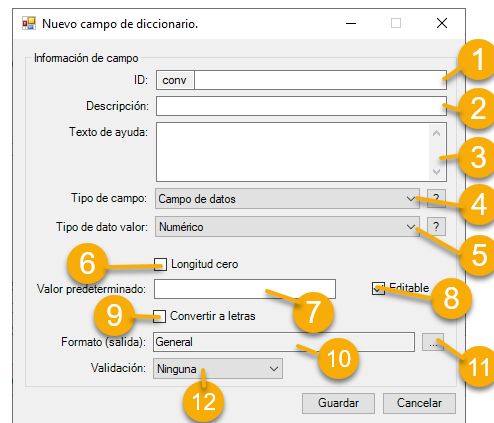 Nuevo campo de diccionario.
Información de campo
ID: conv
1
Descripción:
2
Texto de ayuda:
3
Tipo de campo: Campo de datos ?
4
Tipo de dato valor: Numérico ?
5
6 Longitud cero
Valor predeterminado: 7 Editable 8
9 Convertir a letras
Formato (salida): General 10 ... 11
Validación: Ninguna
12
Guardar Cancelar